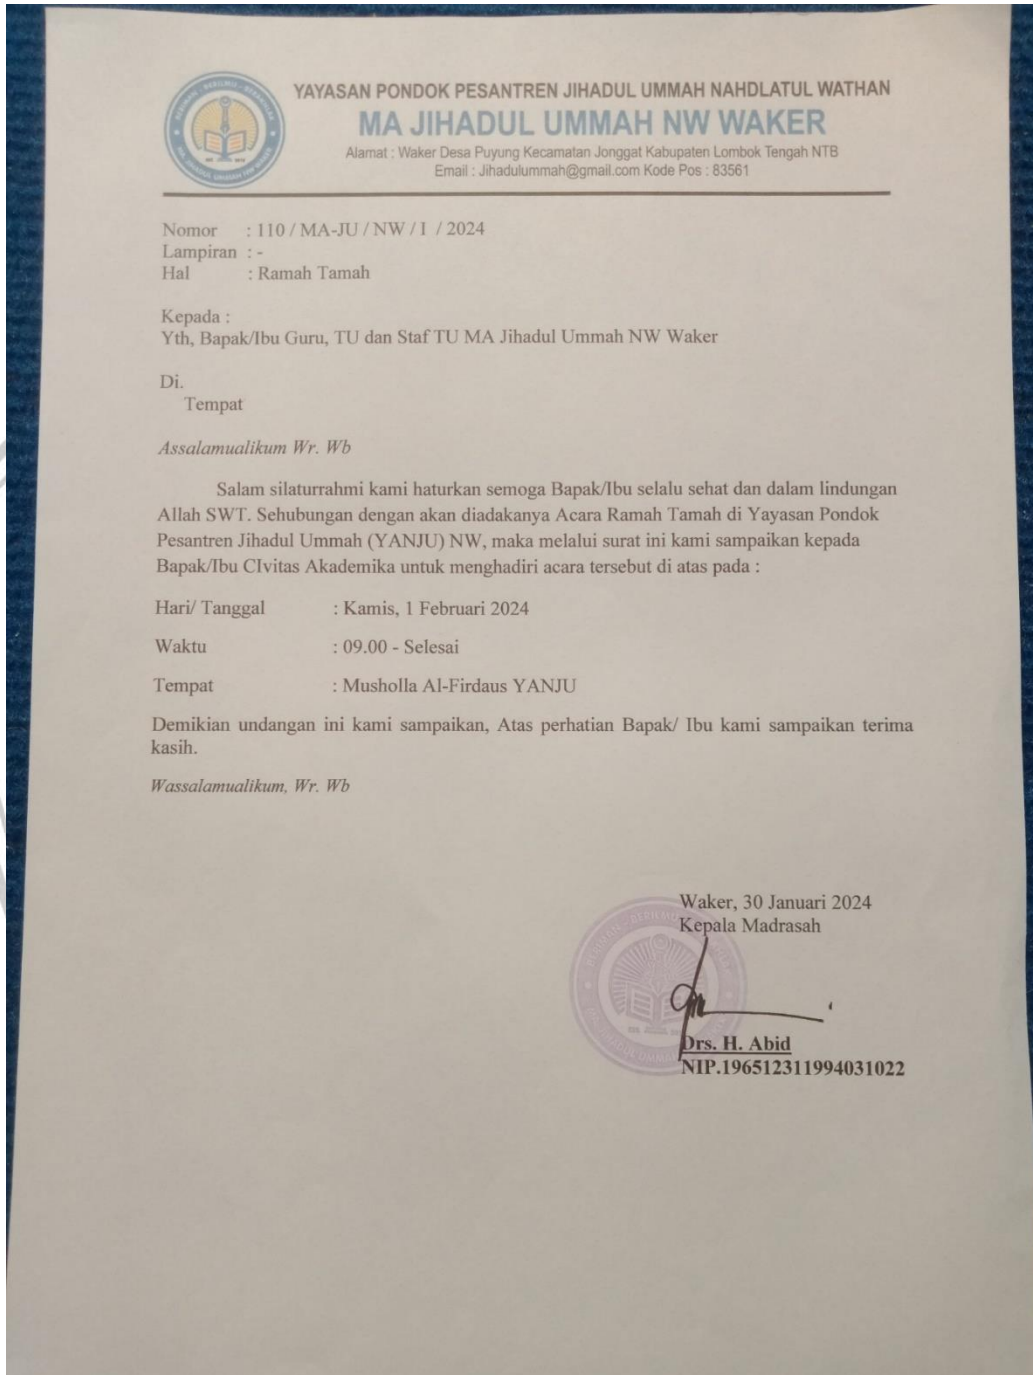 YAYASAN PONDOK PESANTREN JIHADUL UMMAH NAHDLATUL WATHAN
MA JIHADUL UMMAH NW WAKER
Alamat : Waker Desa Puyung Kecamatan Jonggat Kabupaten Lombok Tengah NTB
Email : Jihadulummah@gmail.com Kode Pos : 83561
Nomor : 110 / MA-JU / NW / I / 2024
Lampiran : -
Hal : Ramah Tamah
Kepada :
Yth, Bapak/Ibu Guru, TU dan Staf TU MA Jihadul Ummah NW Waker
Di.
Tempat
Assalamualikum Wr. Wb
Salam silaturrahmi kami haturkan semoga Bapak/Ibu selalu sehat dan dalam lindungan
Allah SWT. Sehubungan dengan akan diadakanya Acara Ramah Tamah di Yayasan Pondok
Pesantren Jihadul Ummah (YANJU) NW, maka melalui surat ini kami sampaikan kepada
Bapak/Ibu CIvitas Akademika untuk menghadiri acara tersebut di atas pada :
Hari/ Tanggal : Kamis, 1 Februari 2024
Waktu : 09.00 - Selesai
Tempat : Musholla Al-Firdaus YANJU
Demikian undangan ini kami sampaikan, Atas perhatian Bapak/ Ibu kami sampaikan terima
kasih.
Wassalamualikum, Wr. Wb
Waker, 30 Januari 2024
Kepala Madrasah
Drs. H. Abid
NIP.196512311994031022